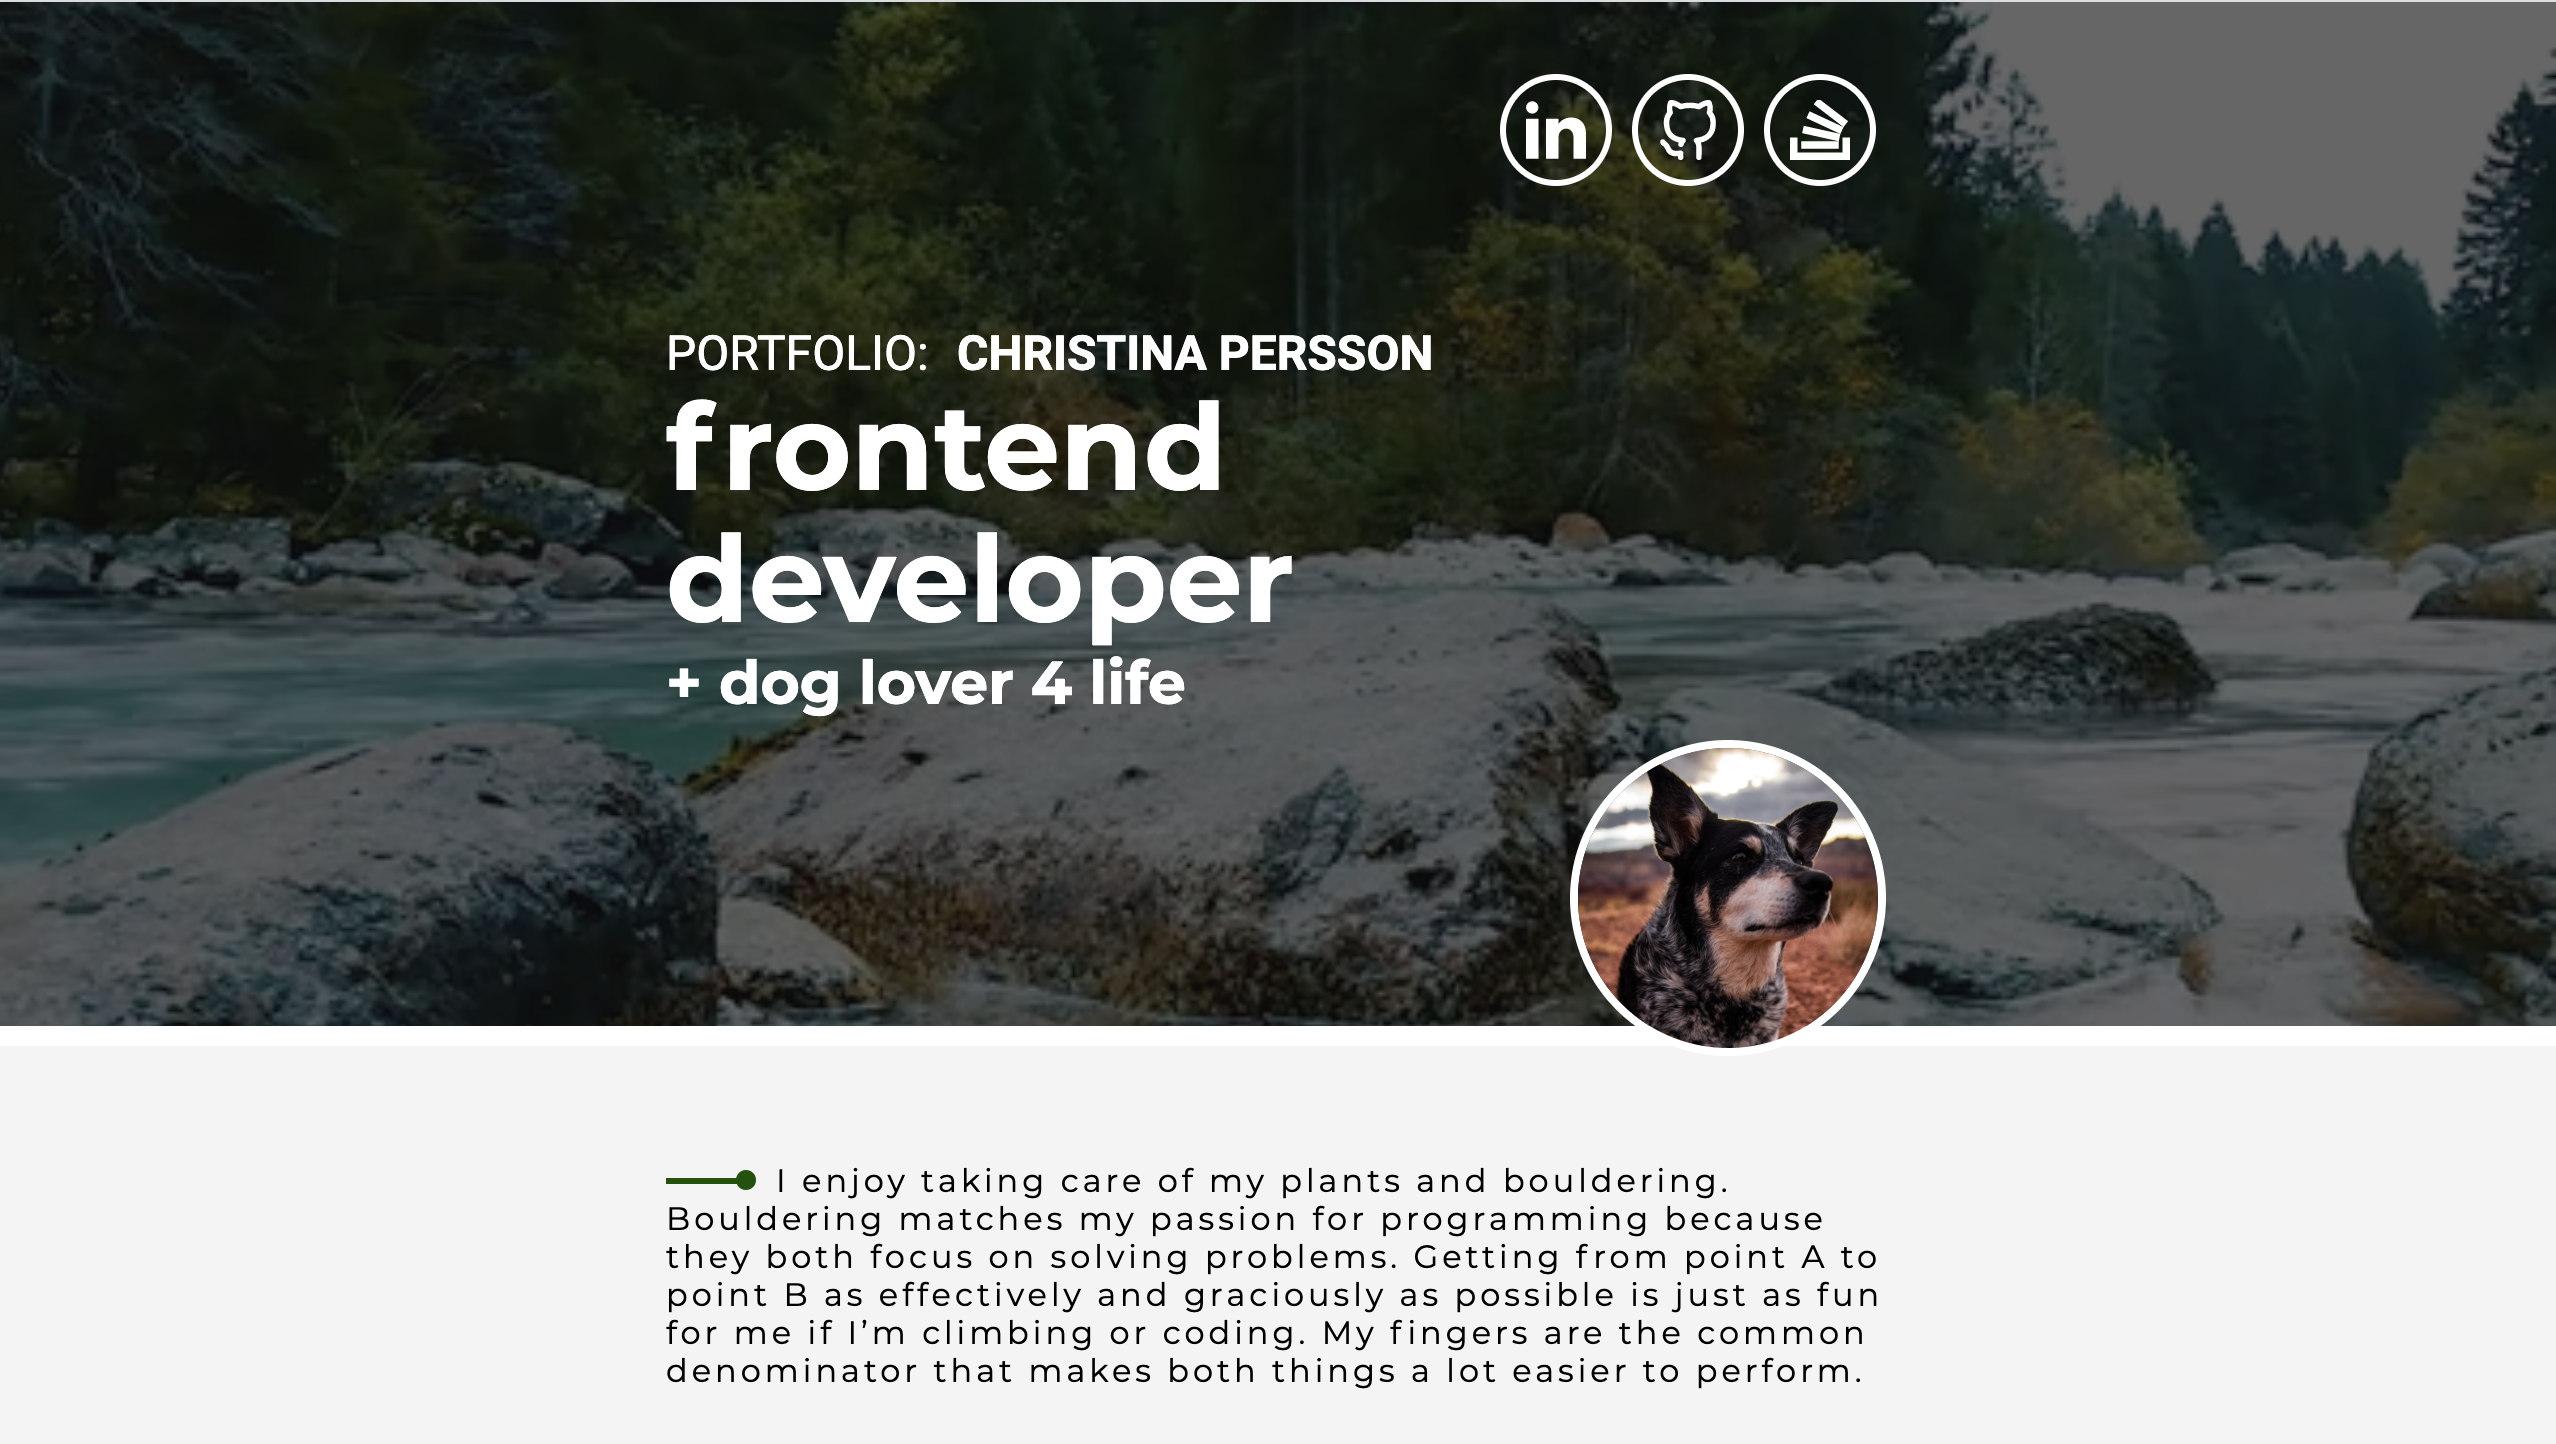 in
PORTFOLIO: CHRISTINA PERSSON
frontend
developer
+ dog lover 4 life
I enjoy taking care of my plants and bouldering.
Bouldering matches my passion for programming because
they both focus on solving problems. Getting from point A to
point B as effectively and graciously as possible is just as fun
for me if I’m climbing or coding. My fingers are the common
denominator that makes both things a lot easier to perform.